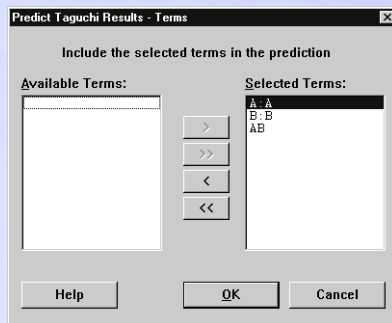 Predict Taguchi Results - Terms
Include the selected terms in the prediction
Available Terms:
Selected Terms:
A:A
B:B
AB
>
>>
<
<<
Help
OK
Cancel